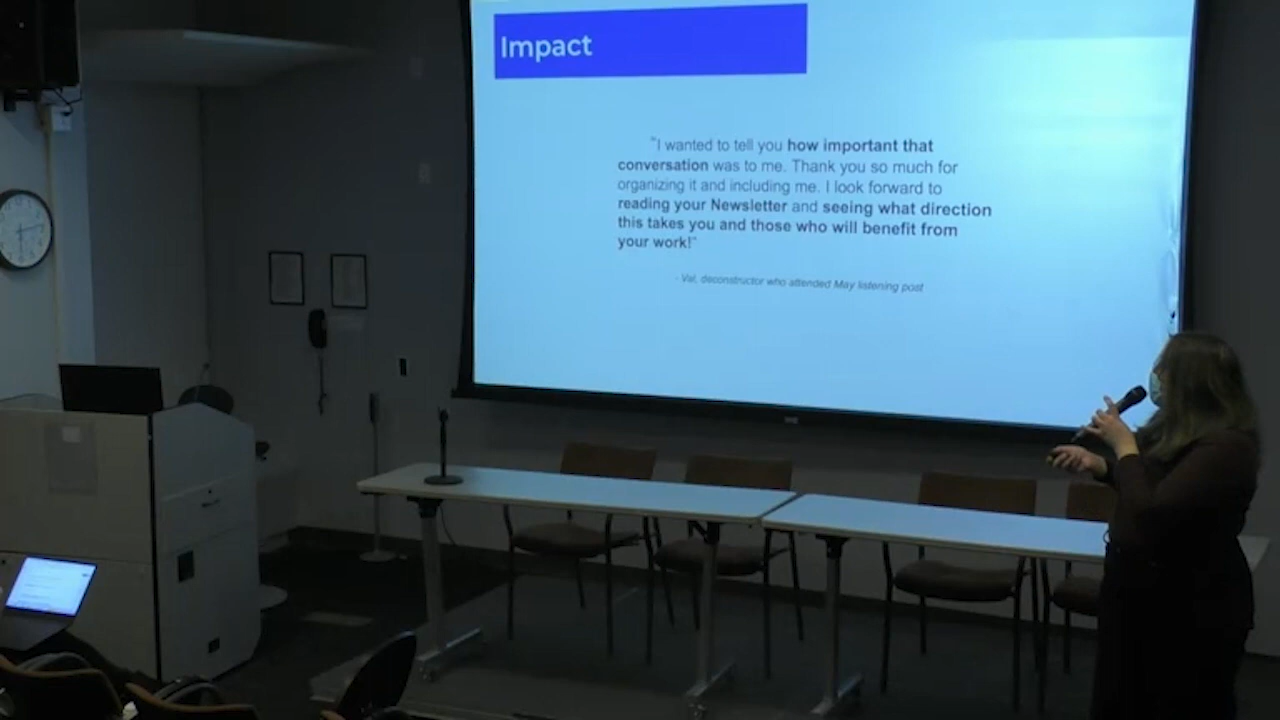 Impact
"I wanted to tell you how important that
conversation was to me. Thank you so much for
organizing it and including me. I look forward to
reading your Newsletter and seeing what direction
this takes you and those who will benefit from
your work!"
- Val, deconstructor who attended May listening post